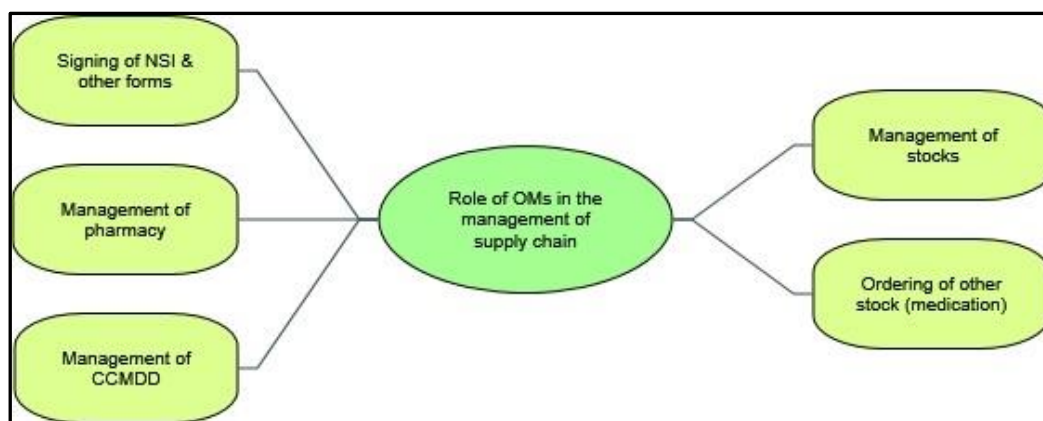 Signing of NSI &
other forms
Management of
pharmacy
Management of
CCMDD
Role of OMs in the
management of
supply chain
Management of
stocks
Ordering of other
stock (medication)